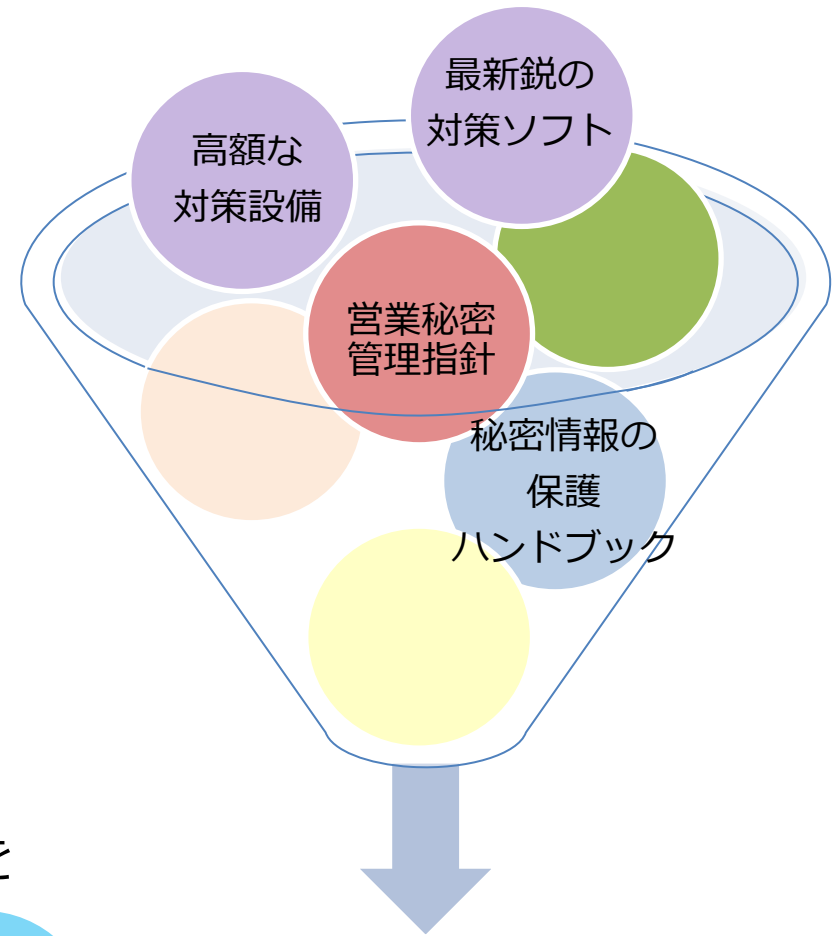 最新鋭の
対策ソフト
高額な
対策設備
営業秘密
管理指針
秘密情報の
保護
ハンドブック
と